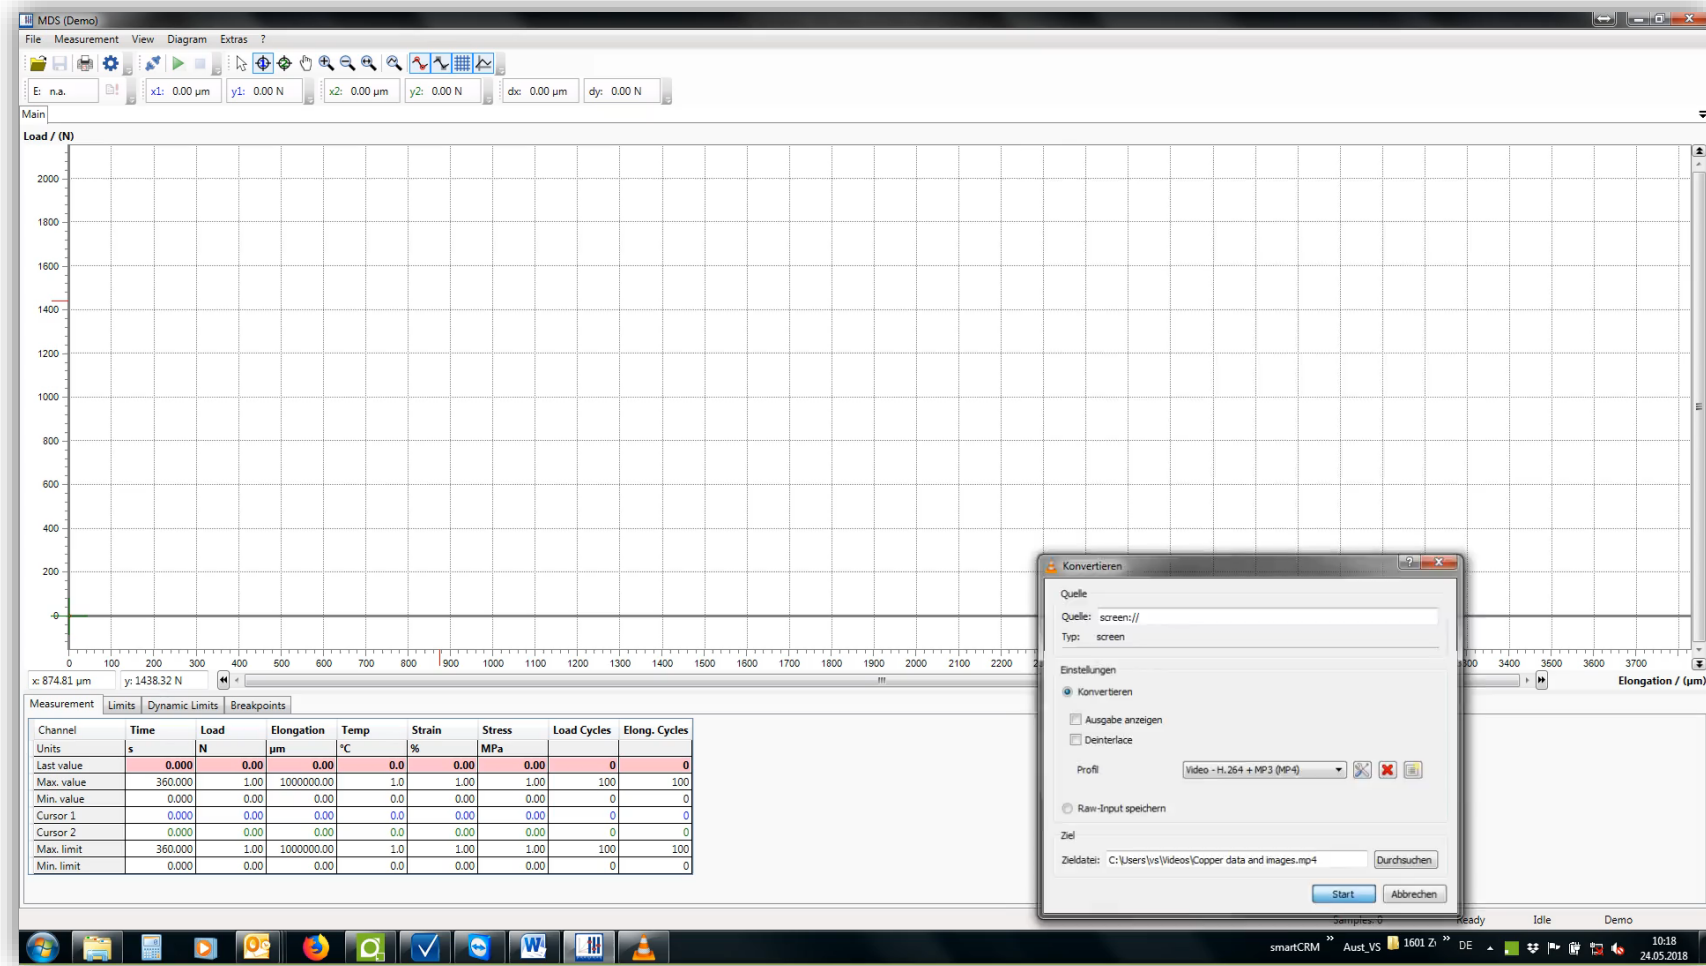 MDS (Demo)
File Measurement View Diagram Extras ?
E: n.a. x1: 0.00 µm y1: 0.00 N x2: 0.00 µm y2: 0.00 N dx: 0.00 µm dy: 0.00 N
Main
Load / (N)
2000
1800
1600
1400
1200
1000
800
600
400
200
0
0 100 200 300 400 500 600 700 800 900 1000 1100 1200 1300 1400 1500 1600 1700 1800 1900 2000 2100 2200 3400 3500 3600 3700
x: 874.81 µm y: 1438.32 N Elongation / (µm)
Measurement Limits Dynamic Limits Breakpoints
Channel Time Load Elongation Temp Strain Stress Load Cycles Elong. Cycles
Units s N µm °C % MPa
Last value 0.000 0.00 0.00 0.0 0.00 0.00 0 0
Max. value 360.000 1.00 1000000.00 1.0 1.00 1.00 100 100
Min. value 0.000 0.00 0.00 0.0 0.00 0.00 0 0
Cursor 1 0.000 0.00 0.00 0.0 0.00 0.00 0 0
Cursor 2 0.000 0.00 0.00 0.0 0.00 0.00 0 0
Max. limit 360.000 1.00 1000000.00 1.0 1.00 1.00 100 100
Min. limit 0.000 0.00 0.00 0.0 0.00 0.00 0 0
Konvertieren
Quelle
Quelle: screen://
Typ: screen
Einstellungen
Konvertieren
Ausgabe anzeigen
Deinterlace
Profil Video - H.264 + MP3 (MP4)
Raw-Input speichern
Ziel
Zieldatei: C:\Users\vs\Videos\Copper data and images.mp4 Durchsuchen
Start Abbrechen
Samples: 0 Ready Idle Demo
smartCRM » Aust_VS 1601 » DE 10:18
24.05.2018